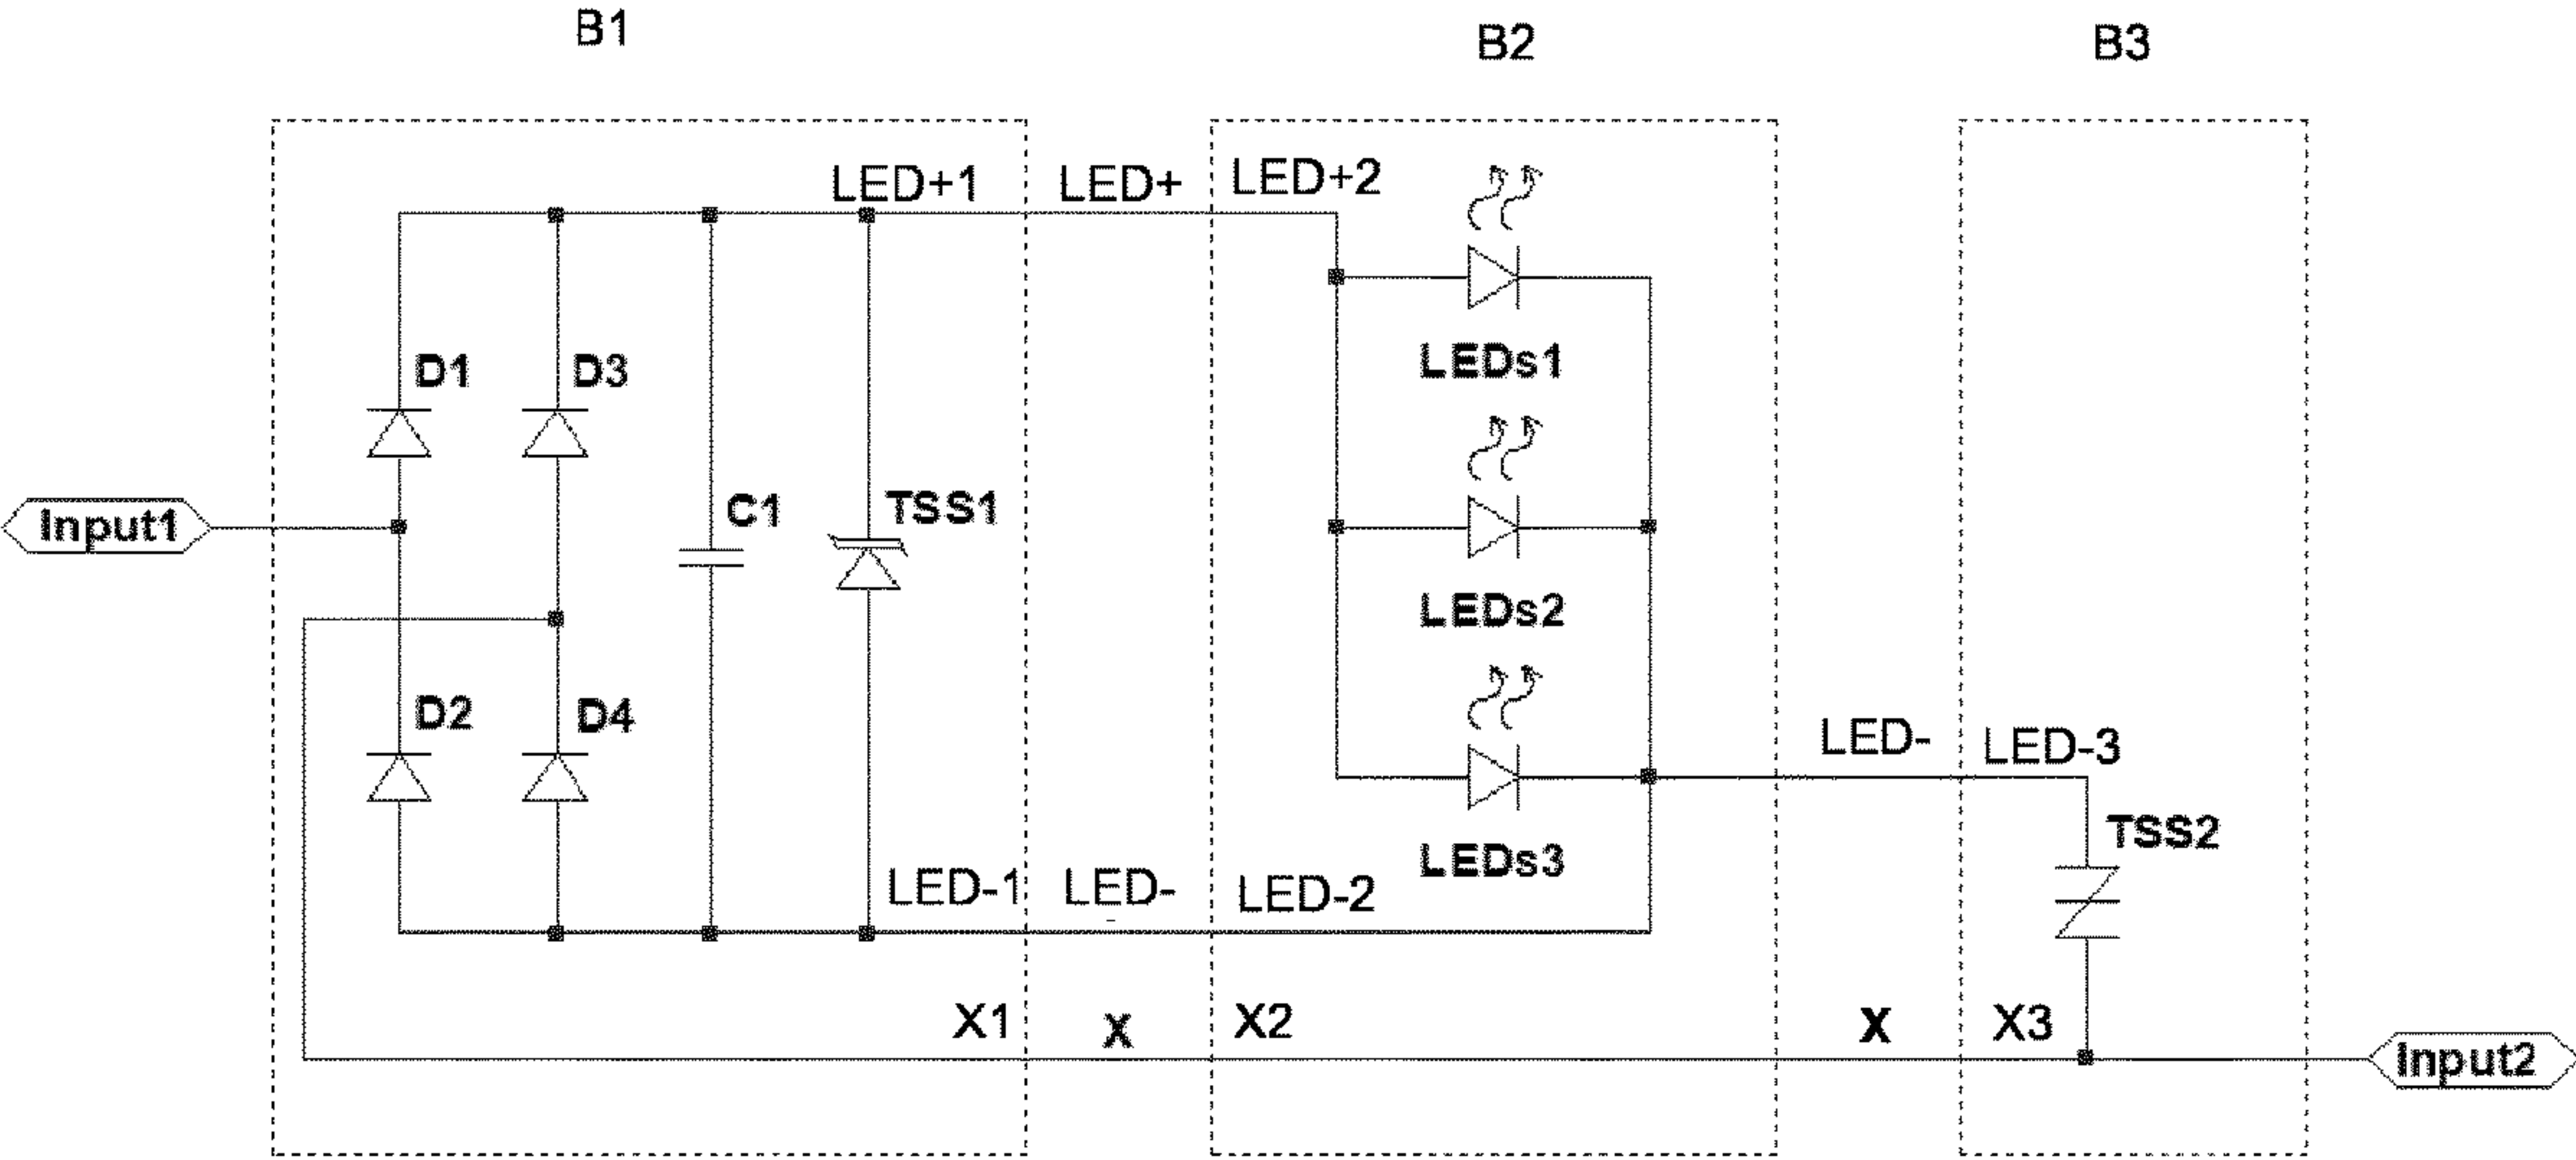 B1
B2
B3
LED+1
LED+
LED+2
D1
D3
LEDs1
Input1
C1
TSS1
LEDs2
D2
D4
LED-
LED-3
TSS2
LEDs3
LED-1
LED-
LED-2
X1
X
X2
X
X3
Input2